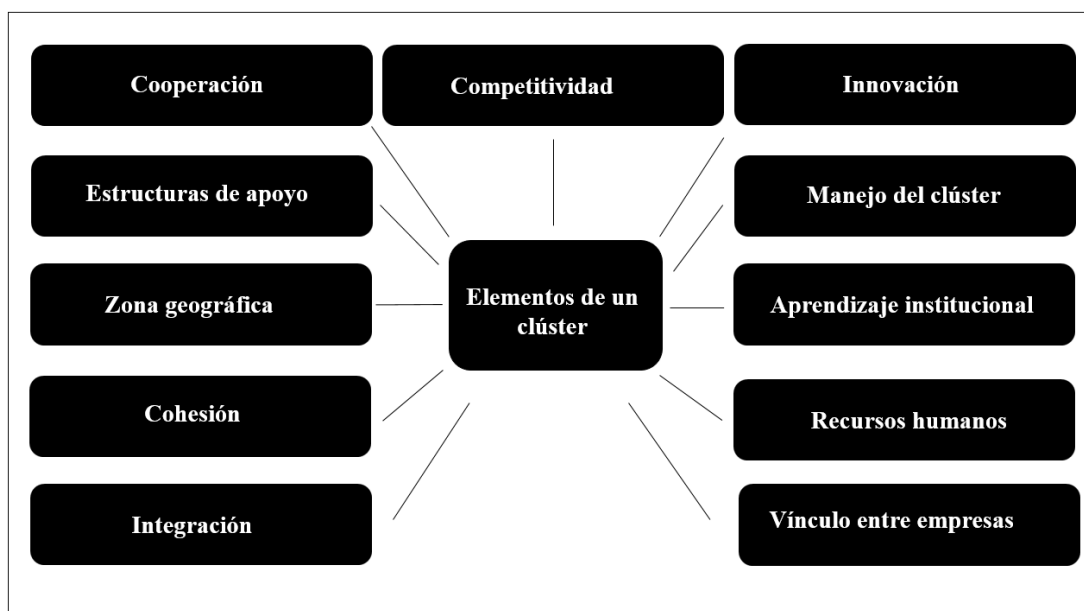 Cooperación
Competitividad
Innovación
Estructuras de apoyo
Manejo del clúster
Zona geográfica
Elementos de un
clúster
Aprendizaje institucional
Cohesión
Recursos humanos
Integración
Vínculo entre empresas